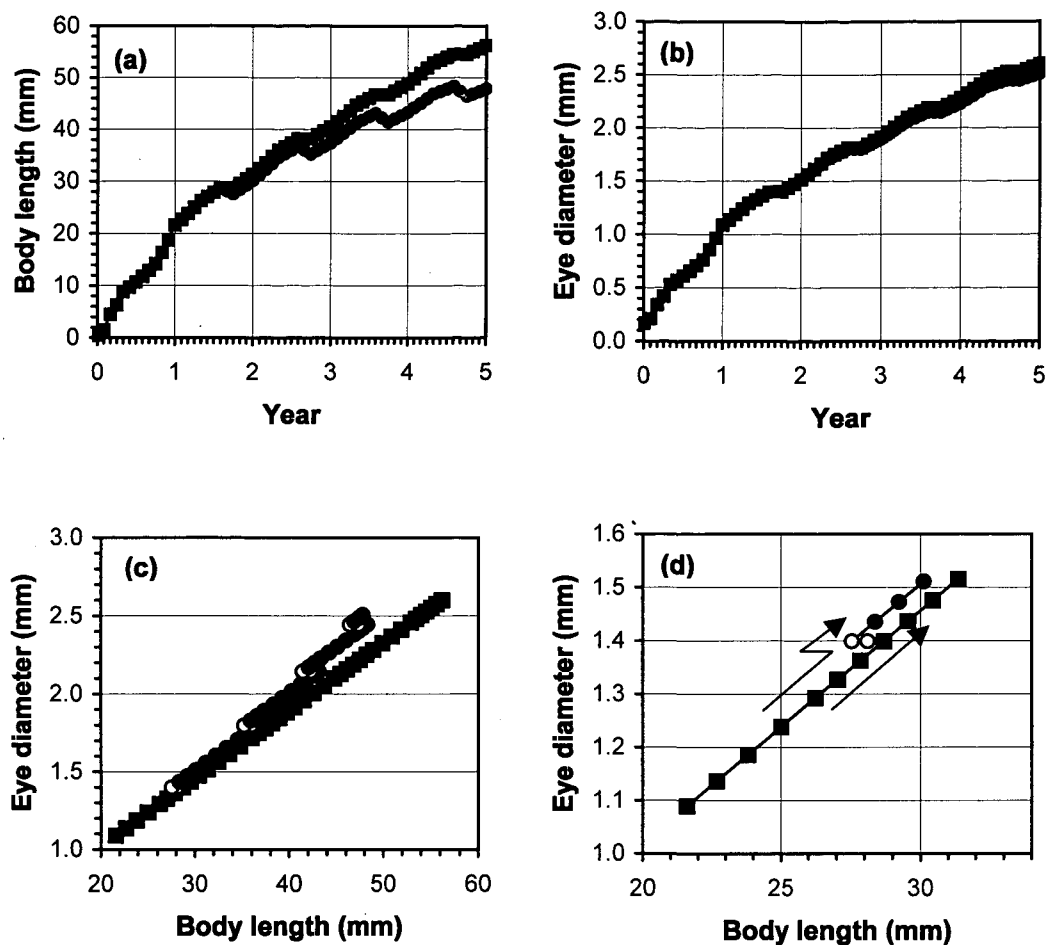 (a)
Body length (mm)
60
50
40
30
20
10
0
0 1 2 3 4 5
Year
(b)
Eye diameter (mm)
3.0
2.5
2.0
1.5
1.0
0.5
0.0
0 1 2 3 4 5
Year
(c)
Eye diameter (mm)
3.0
2.5
2.0
1.5
1.0
20 30 40 50 60
Body length (mm)
(d)
Eye diameter (mm)
1.6
1.5
1.4
1.3
1.2
1.1
1.0
20 25 30
Body length (mm)